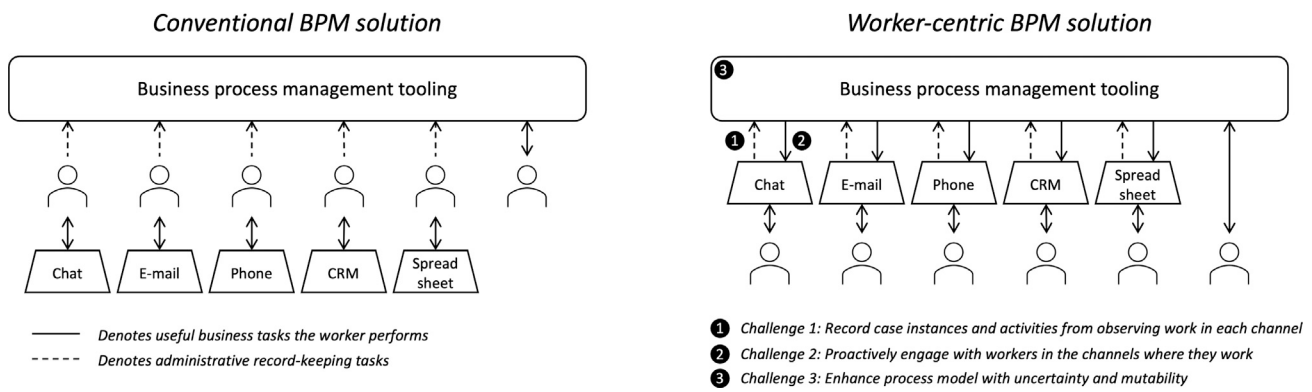 Conventional BPM solution
Business process management tooling
Chat
E-mail
Phone
CRM
Spread
sheet
Denotes useful business tasks the worker performs
Denotes administrative record-keeping tasks
Worker-centric BPM solution
3
Business process management tooling
1
2
Chat
E-mail
Phone
CRM
Spread
sheet
1 Challenge 1: Record case instances and activities from observing work in each channel
2 Challenge 2: Proactively engage with workers in the channels where they work
3 Challenge 3: Enhance process model with uncertainty and mutability